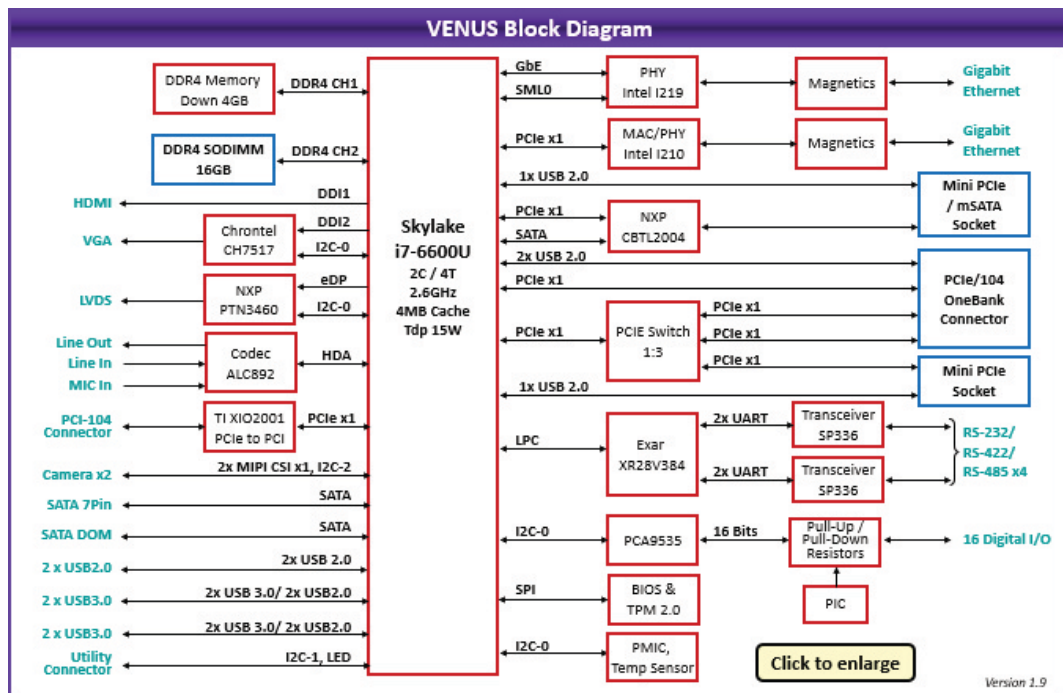 VENUS Block Diagram
DDR4 Memory
Down 4GB
DDR4 CH1
DDR4 SODIMM
16GB
DDR4 CH2
HDMI
DDI1
VGA
Chrontel
CH7517
DDI2
I2C-0
LVDS
NXP
PTN3460
eDP
I2C-0
Line Out
Line In
MIC In
Codec
ALC892
HDA
PCI-104
Connector
TI XIO2001
PCIe to PCI
PCIe x1
Camera x2
2x MIPI CSI x1, I2C-2
SATA 7Pin
SATA
SATA DOM
SATA
2 x USB2.0
2x USB 2.0
2 x USB3.0
2x USB 3.0/ 2x USB2.0
2 x USB3.0
2x USB 3.0/ 2x USB2.0
Utility
Connector
I2C-1, LED
Skylake
i7-6600U
2C / 4T
2.6GHz
4MB Cache
Tdp 15W
GbE
SML0
PHY
Intel I219
Magnetics
Gigabit
Ethernet
PCIe x1
MAC/PHY
Intel I210
Magnetics
Gigabit
Ethernet
1x USB 2.0
Mini PCIe
/ mSATA
Socket
PCIe x1
SATA
NXP
CBTL2004
2x USB 2.0
PCIe x1
PCIe/104
OneBank
Connector
PCIe x1
PCIE Switch
1:3
PCIe x1
PCIe x1
PCIe x1
Mini PCIe
Socket
1x USB 2.0
LPC
Exar
XR28V384
2x UART
Transceiver
SP336
2x UART
Transceiver
SP336
RS-232/
RS-422/
RS-485 x4
I2C-0
PCA9535
16 Bits
Pull-Up /
Pull-Down
Resistors
16 Digital I/O
PIC
SPI
BIOS &
TPM 2.0
I2C-0
PMIC,
Temp Sensor
Click to enlarge
Version 1.9